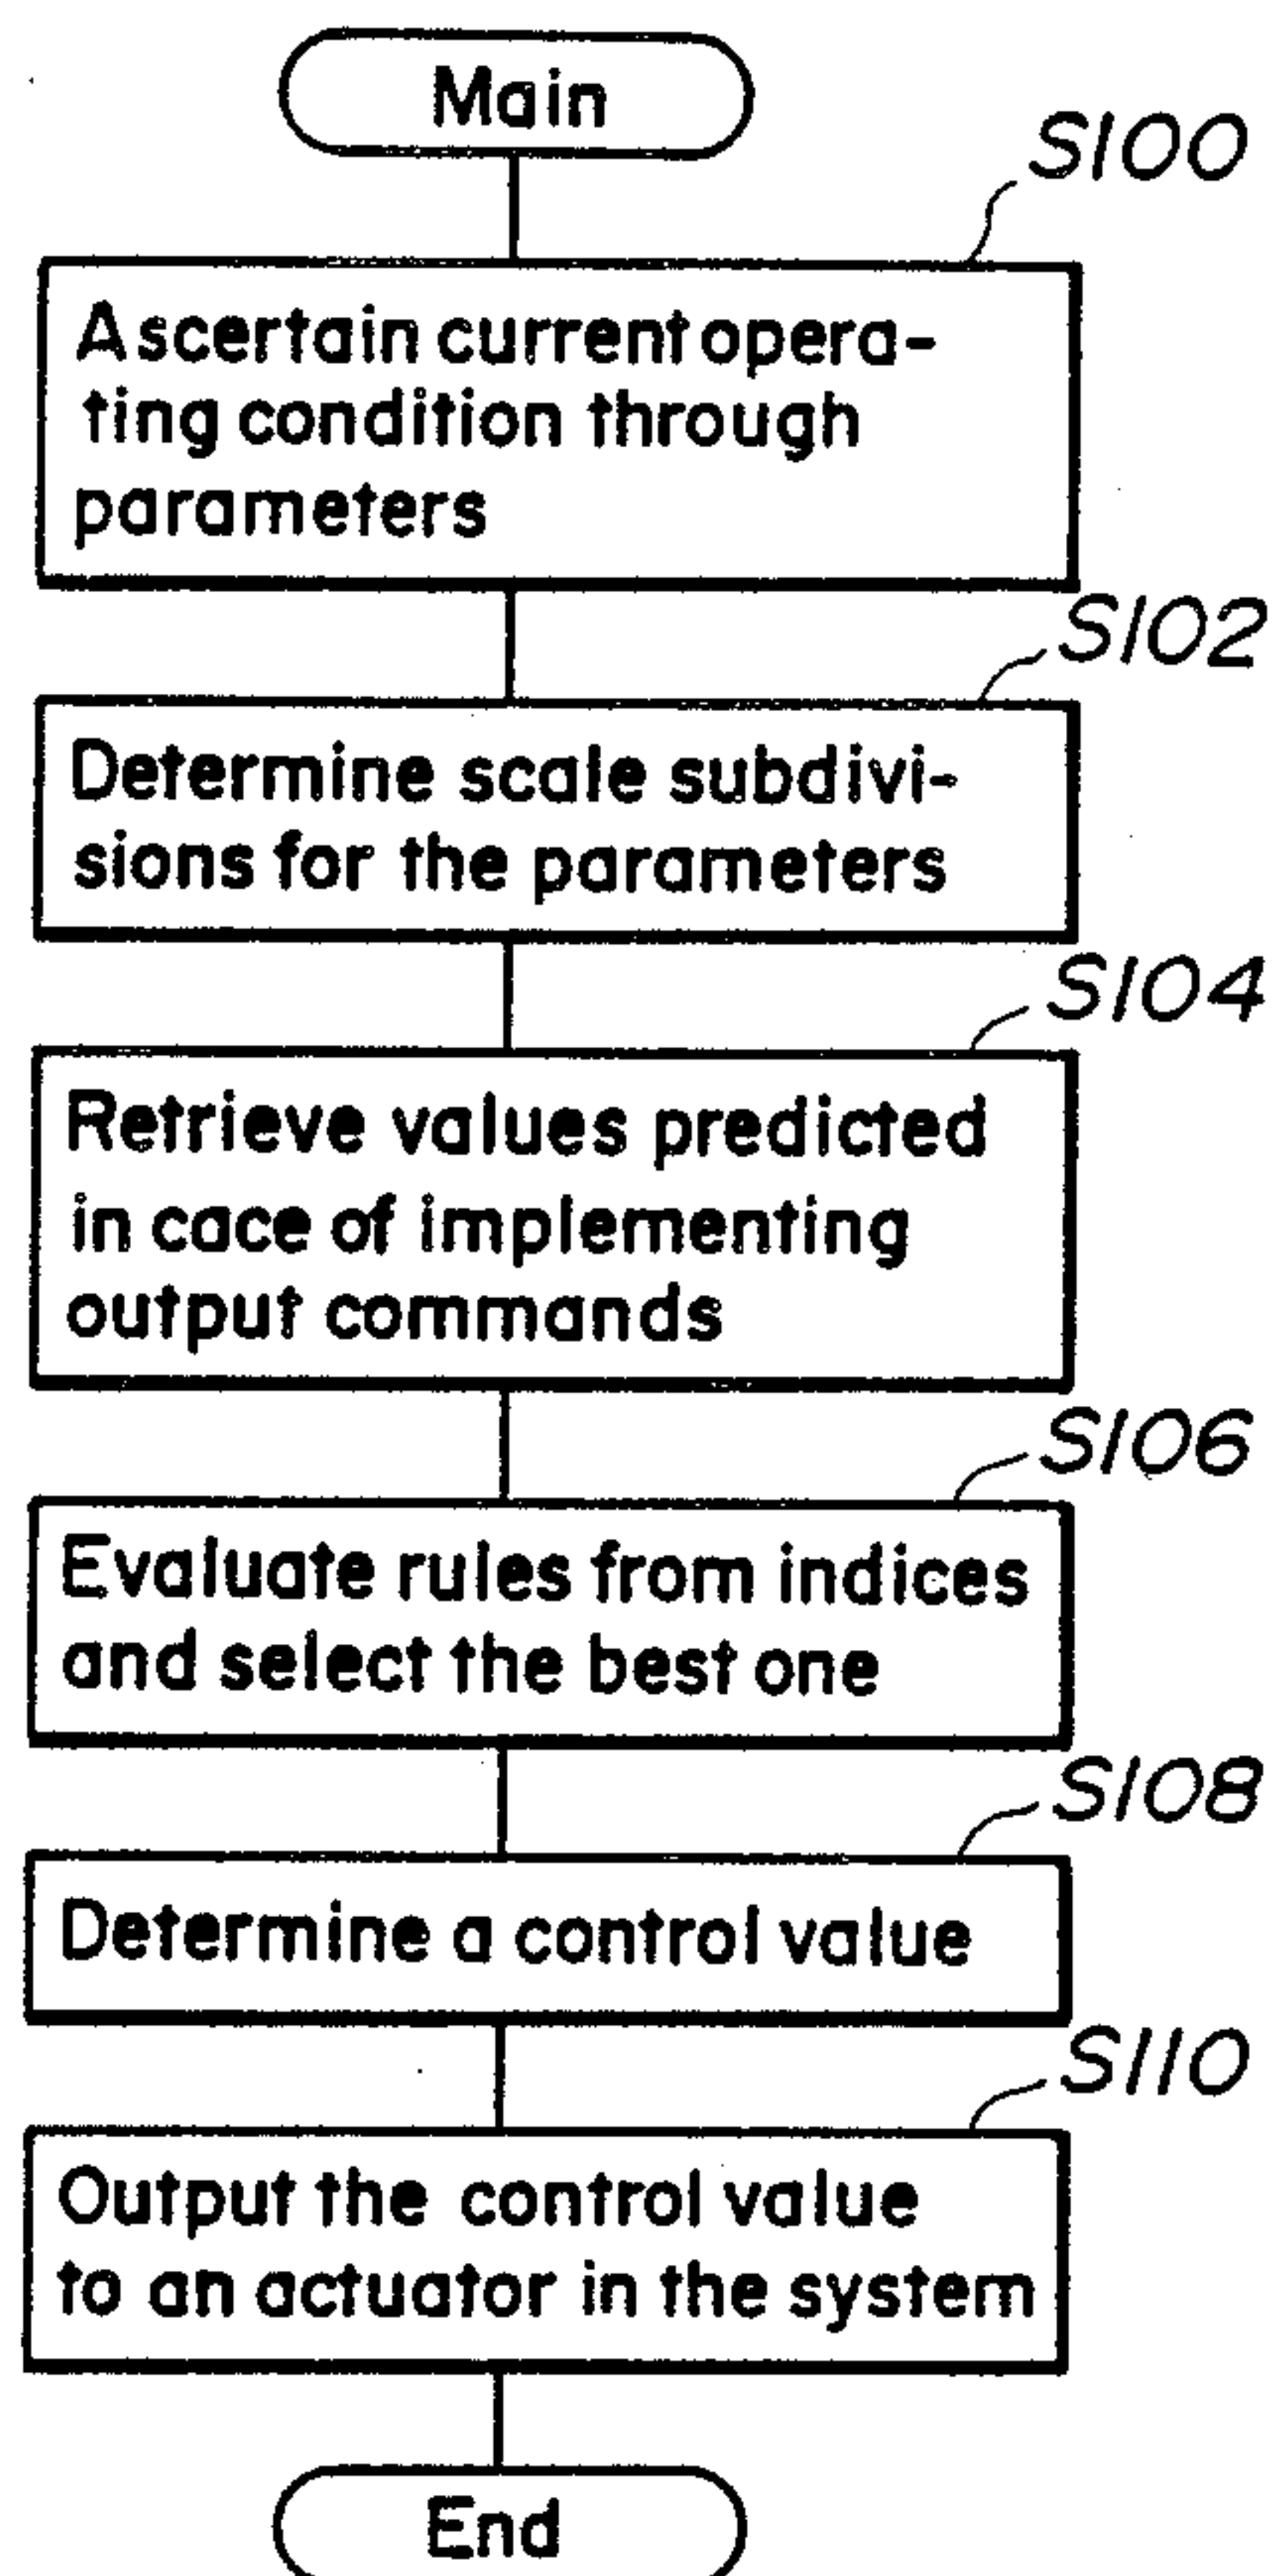 Main
S100
Ascertain current opera-
ting condition through
parameters
S102
Determine scale subdivi-
sions for the parameters
S104
Retrieve values predicted
in cace of implementing
output commands
S106
Evaluate rules from indices
and select the best one
S108
Determine a control value
S110
Output the control value
to an actuator in the system
End